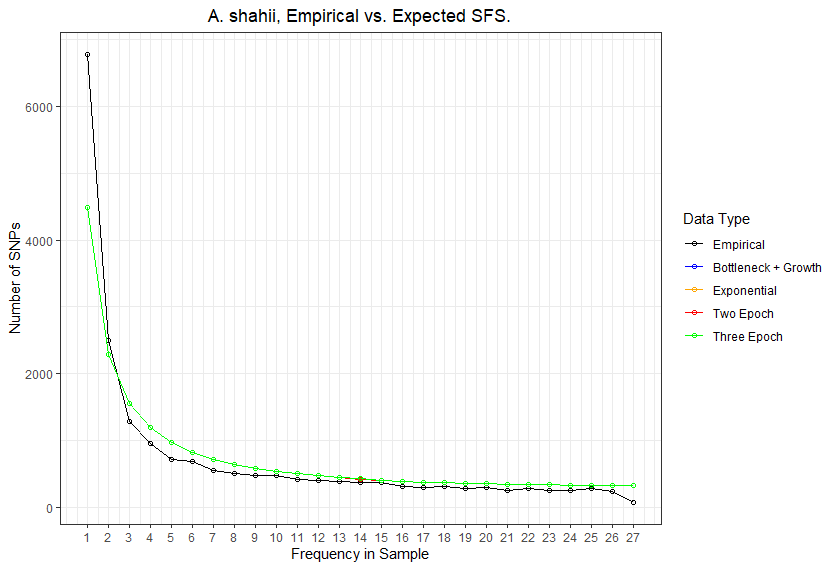 A. shahii, Empirical vs. Expected SFS.
Number of SNPs
6000
4000
2000
0
1 2 3 4 5 6 7 8 9 10 11 12 13 14 15 16 17 18 19 20 21 22 23 24 25 26 27
Frequency in Sample
Data Type
Empirical
Bottleneck + Growth
Exponential
Two Epoch
Three Epoch